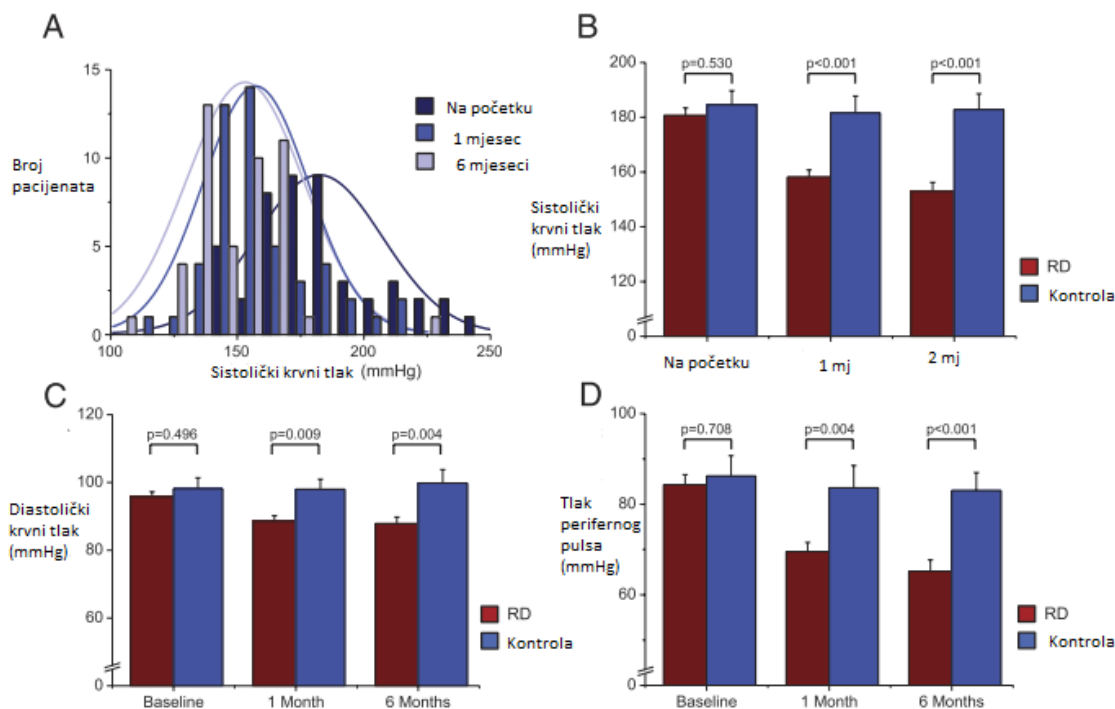 A
15
10
5
0
Broj
pacijenata
Na početku
1 mjesec
6 mjeseci
100
150
200
250
Sistolički krvni tlak (mmHg)
B
200
180
160
140
120
0
Sistolički
krvni tlak
(mmHg)
p=0.530
p<0.001
p<0.001
RD
Kontrola
Na početku
1 mj
2 mj
C
120
100
80
60
0
Diastolički
krvni tlak
(mmHg)
p=0.496
p=0.009
p=0.004
RD
Kontrola
Baseline
1 Month
6 Months
D
100
80
60
0
Tlak
perifernog
pulsa
(mmHg)
p=0.708
p=0.004
p<0.001
RD
Kontrola
Baseline
1 Month
6 Months